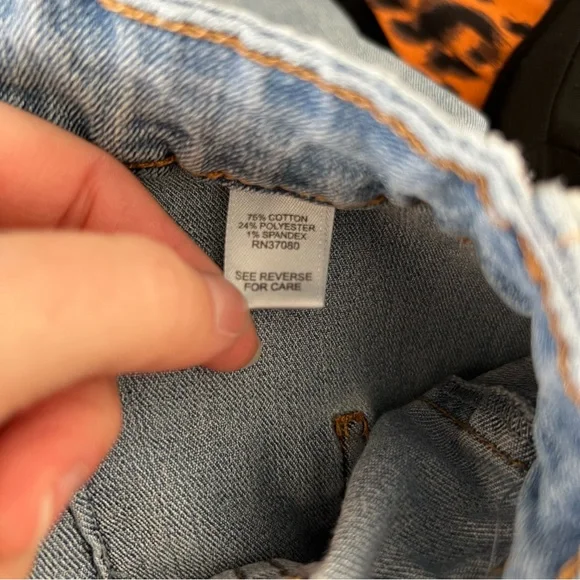 75% COTTON
24% POLYESTER
1% SPANDEX
RN37080
SEE REVERSE
FOR CARE